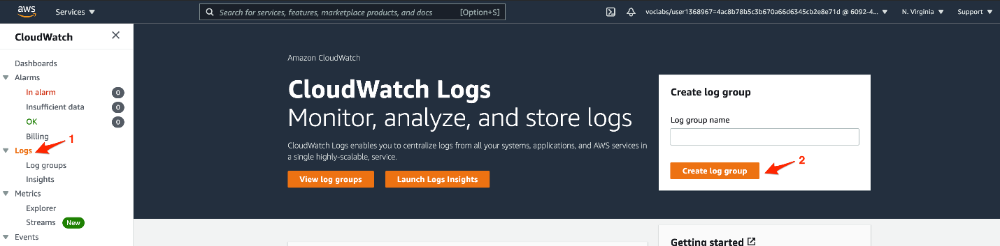 aws
Services
Search for services, features, marketplace products, and docs
[Option+S]
voclabs/user1368967=4ac8b78b5c3b670a66d6345cb2e8e71d @ 6092-4...
N. Virginia
Support
CloudWatch
Dashboards
Alarms
In alarm 0
Insufficient data 0
OK 0
Billing
1
Logs
Log groups
Insights
Metrics
Explorer
Streams New
Events
Amazon CloudWatch
CloudWatch Logs
Monitor, analyze, and store logs
CloudWatch Logs enables you to centralize logs from all your systems, applications, and AWS services in
a single highly-scalable, service.
View log groups
Launch Logs Insights
Create log group
Log group name
Create log group
2
Getting started